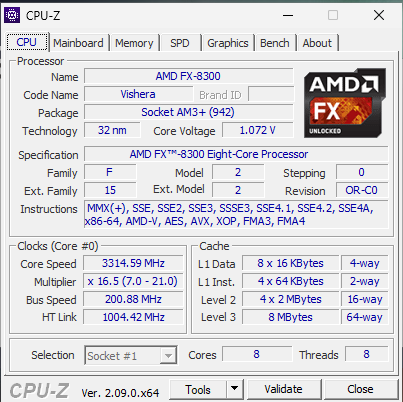 CPU-Z
CPU Mainboard Memory SPD Graphics Bench About
Processor
Name AMD FX-8300
Code Name Vishera Brand ID
Package Socket AM3+ (942)
Technology 32 nm Core Voltage 1.072 V
AMD
FX
UNLOCKED
Specification AMD FX™-8300 Eight-Core Processor
Family F Model 2 Stepping 0
Ext. Family 15 Ext. Model 2 Revision OR-C0
Instructions MMX(+), SSE, SSE2, SSE3, SSSE3, SSE4.1, SSE4.2, SSE4A,
x86-64, AMD-V, AES, AVX, XOP, FMA3, FMA4
Clocks (Core #0) Cache
Core Speed 3314.59 MHz L1 Data 8 x 16 KBytes 4-way
Multiplier x 16.5 (7.0 - 21.0) L1 Inst. 4 x 64 KBytes 2-way
Bus Speed 200.88 MHz Level 2 4 x 2 MBytes 16-way
HT Link 1004.42 MHz Level 3 8 MBytes 64-way
Selection Socket #1 Cores 8 Threads 8
CPU-Z Ver. 2.09.0.x64 Tools Validate Close